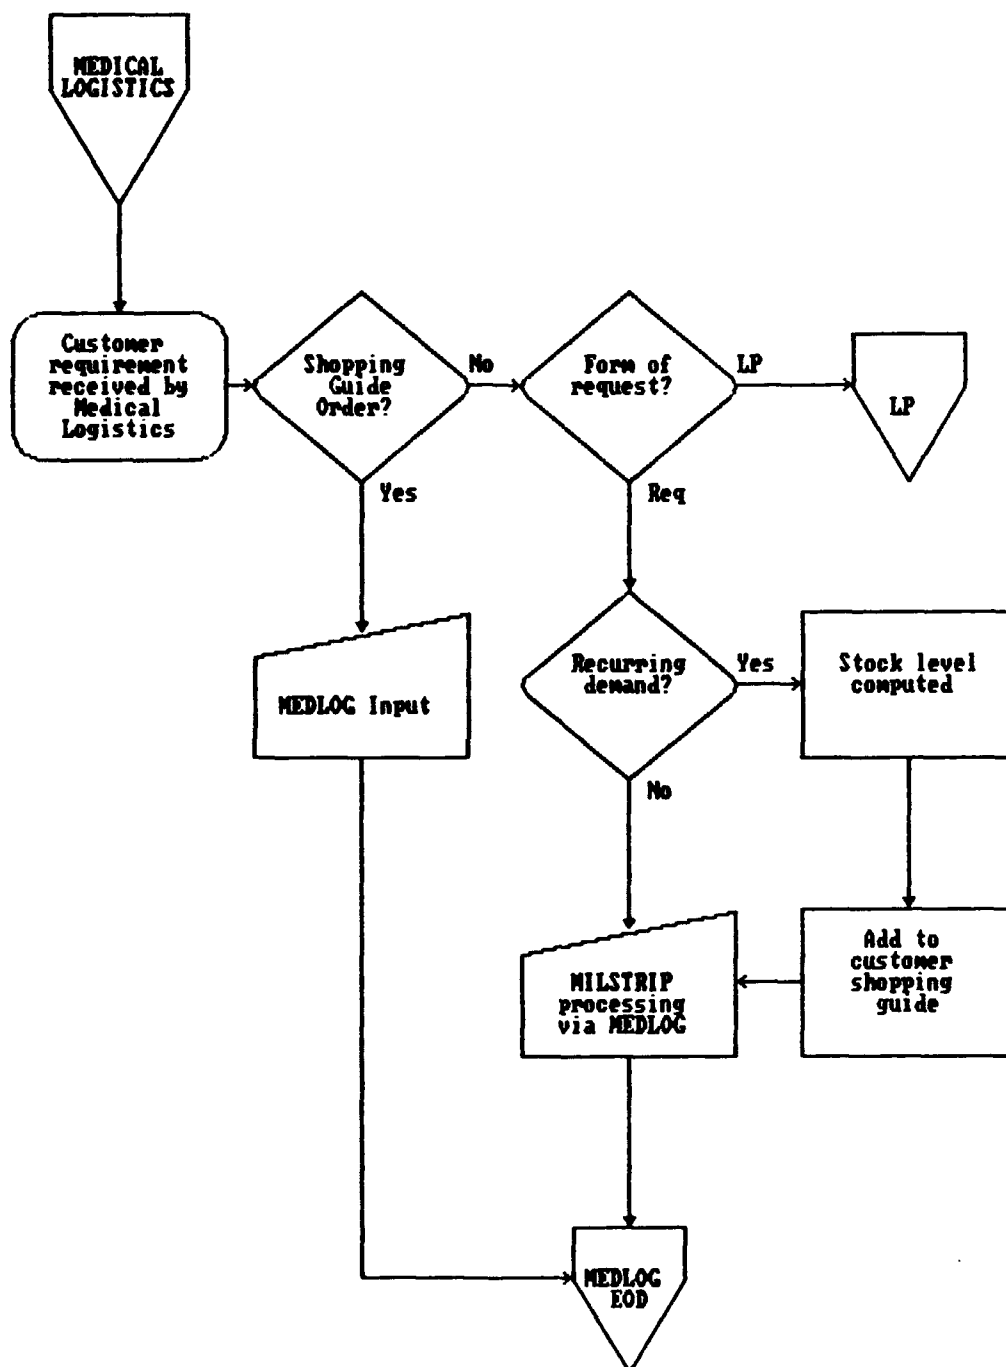 MEDICAL
LOGISTICS
Customer
requirement
received by
Medical
Logistics
Shopping
Guide
Order?
No
Form of
request?
LP
LP
Yes
Req
MEDLOG Input
Recurring
demand?
Yes
Stock level
computed
No
MILSTRIP
processing
via MEDLOG
Add to
customer
shopping
guide
MEDLOG
EOD